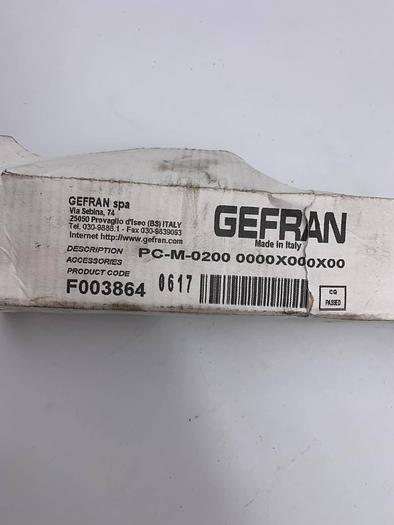 GEFRAN spa
Via Sebina, 74
25050 Provaglio d'Iseo (BS) ITALY
Tel. 030-9888.1 - Fax 030-9839063
Internet http://www.gefran.com
GEFRAN
Made in Italy
DESCRIPTION PC-M-0200 0000X000X00
ACCESSORIES
PRODUCT CODE
F003864 0617
CQ
PASSED